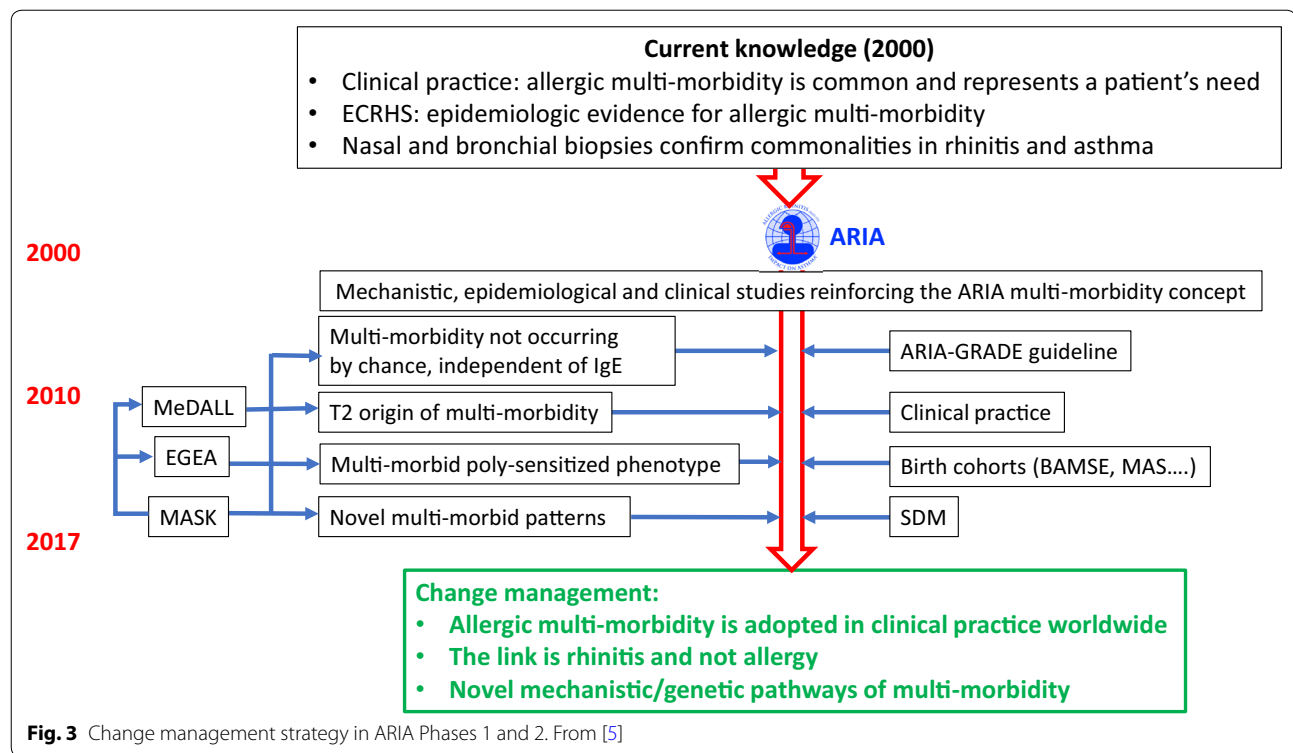 Current knowledge (2000)
• Clinical practice: allergic multi-morbidity is common and represents a patient's need
• ECRHS: epidemiologic evidence for allergic multi-morbidity
• Nasal and bronchial biopsies confirm commonalities in rhinitis and asthma
ARIA
IMPACT ON ASTHMA
2000
Mechanistic, epidemiological and clinical studies reinforcing the ARIA multi-morbidity concept
Multi-morbidity not occurring
by chance, independent of IgE
ARIA-GRADE guideline
2010
MeDALL
T2 origin of multi-morbidity
Clinical practice
EGEA
Multi-morbid poly-sensitized phenotype
Birth cohorts (BAMSE, MAS....)
MASK
Novel multi-morbid patterns
SDM
2017
Change management:
• Allergic multi-morbidity is adopted in clinical practice worldwide
• The link is rhinitis and not allergy
• Novel mechanistic/genetic pathways of multi-morbidity
Fig. 3 Change management strategy in ARIA Phases 1 and 2. From [5]